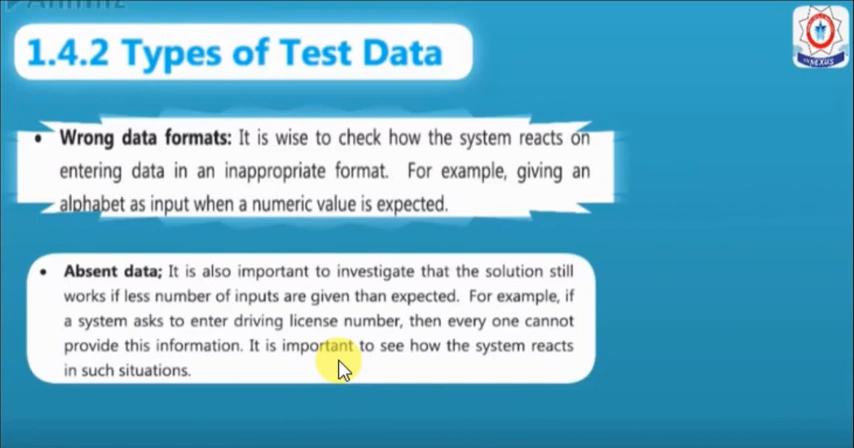 1.4.2 Types of Test Data
• Wrong data formats: It is wise to check how the system reacts on
entering data in an inappropriate format. For example, giving an
alphabet as input when a numeric value is expected.
• Absent data; It is also important to investigate that the solution still
works if less number of inputs are given than expected. For example, if
a system asks to enter driving license number, then every one cannot
provide this information. It is important to see how the system reacts
in such situations.